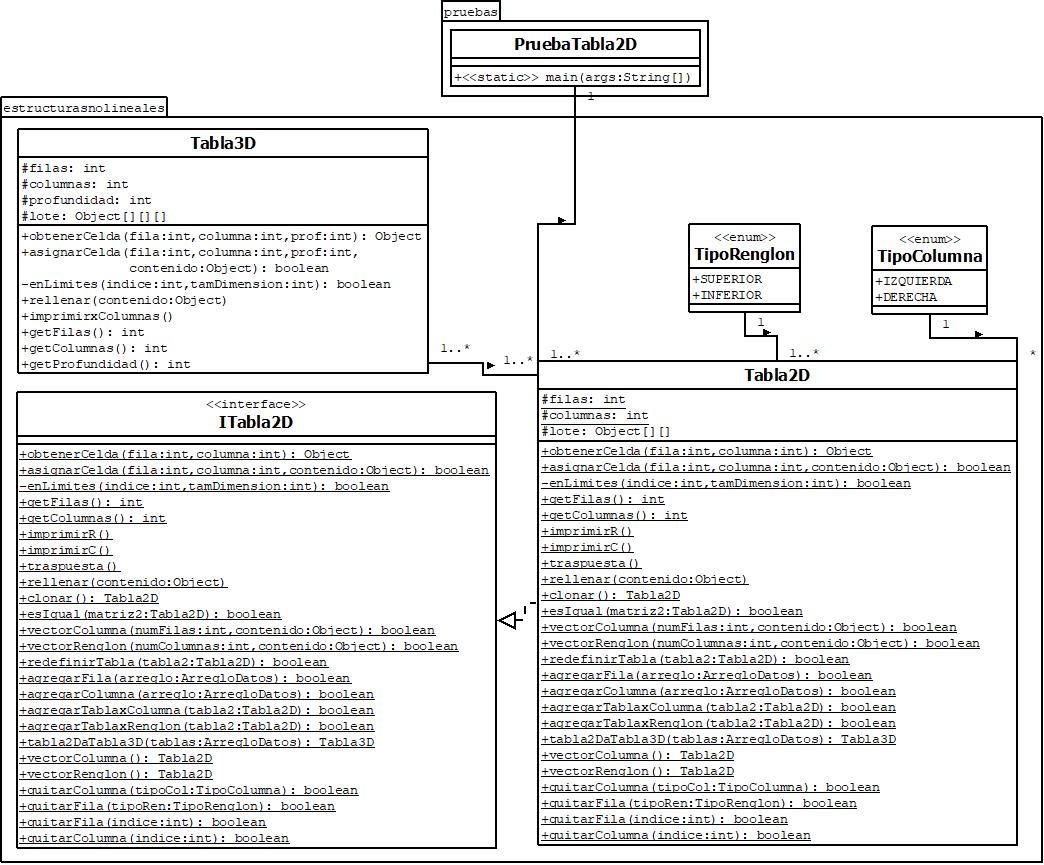 pruebas
PruebaTabla2D
+<<static>> main(args:String[])
1
estructurasnolineales
Tabla3D
#filas: int
#columnas: int
#profundidad: int
#lote: Object[][][]
+obtenerCelda(fila:int,columna:int,prof:int): Object
+asignarCelda(fila:int,columna:int,prof:int,
contenido:Object): boolean
-enLimites(indice:int,tamDimension:int): boolean
+rellenar(contenido:Object)
+imprimirxColumnas()
+getFilas(): int
+getColumnas(): int
+getProfundidad(): int
1..*
1..*
1..*
<<enum>>
TipoRenglon
+SUPERIOR
+INFERIOR
1
1..*
<<enum>>
TipoColumna
+IZQUIERDA
+DERECHA
1
*
<<interface>>
ITabla2D
+obtenerCelda(fila:int,columna:int): Object
+asignarCelda(fila:int,columna:int,contenido:Object): boolean
-enLimites(indice:int,tamDimension:int): boolean
+getFilas(): int
+getColumnas(): int
+imprimirR()
+imprimirC()
+traspuesta()
+rellenar(contenido:Object)
+clonar(): Tabla2D
+esIgual(matriz2:Tabla2D): boolean
+vectorColumna(numFilas:int,contenido:Object): boolean
+vectorRenglon(numColumnas:int,contenido:Object): boolean
+redefinirTabla(tabla2:Tabla2D): boolean
+agregarFila(arreglo:ArregloDatos): boolean
+agregarColumna(arreglo:ArregloDatos): boolean
+agregarTablaxColumna(tabla2:Tabla2D): boolean
+agregarTablaxRenglon(tabla2:Tabla2D): boolean
+tabla2DaTabla3D(tablas:ArregloDatos): Tabla3D
+vectorColumna(): Tabla2D
+vectorRenglon(): Tabla2D
+quitarColumna(tipoCol:TipoColumna): boolean
+quitarFila(tipoRen:TipoRenglon): boolean
+quitarFila(indice:int): boolean
+quitarColumna(indice:int): boolean
Tabla2D
#filas: int
#columnas: int
#lote: Object[][]
+obtenerCelda(fila:int,columna:int): Object
+asignarCelda(fila:int,columna:int,contenido:Object): boolean
-enLimites(indice:int,tamDimension:int): boolean
+getFilas(): int
+getColumnas(): int
+imprimirR()
+imprimirC()
+traspuesta()
+rellenar(contenido:Object)
+clonar(): Tabla2D
+esIgual(matriz2:Tabla2D): boolean
+vectorColumna(numFilas:int,contenido:Object): boolean
+vectorRenglon(numColumnas:int,contenido:Object): boolean
+redefinirTabla(tabla2:Tabla2D): boolean
+agregarFila(arreglo:ArregloDatos): boolean
+agregarColumna(arreglo:ArregloDatos): boolean
+agregarTablaxColumna(tabla2:Tabla2D): boolean
+agregarTablaxRenglon(tabla2:Tabla2D): boolean
+tabla2DaTabla3D(tablas:ArregloDatos): Tabla3D
+vectorColumna(): Tabla2D
+vectorRenglon(): Tabla2D
+quitarColumna(tipoCol:TipoColumna): boolean
+quitarFila(tipoRen:TipoRenglon): boolean
+quitarFila(indice:int): boolean
+quitarColumna(indice:int): boolean